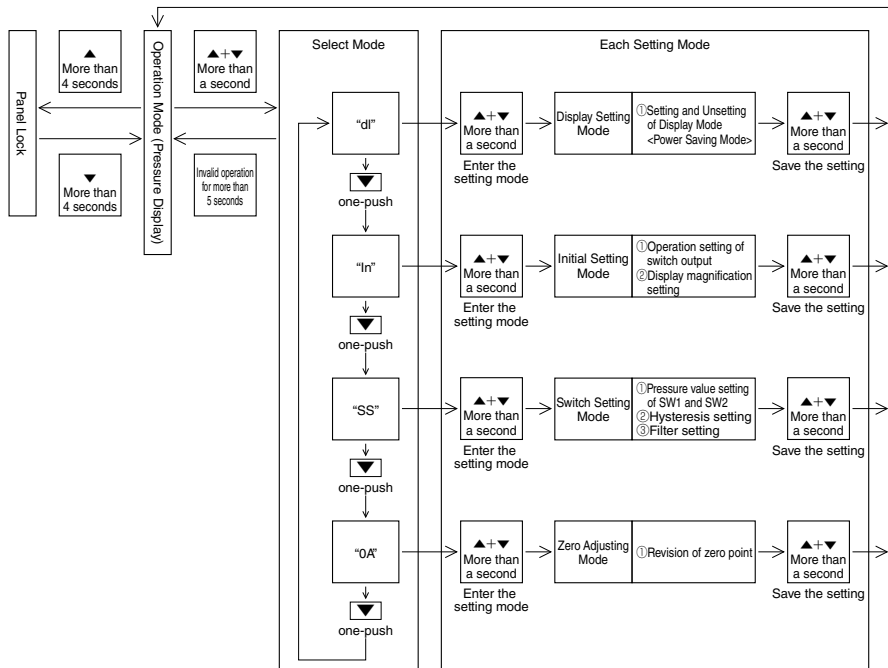 Panel Lock
▲
More than
4 seconds
▼
More than
4 seconds
Operation Mode (Pressure Display)
▲+▼
More than
a second
Invalid operation
for more than
5 seconds
Select Mode
“dI”
▼
one-push
“In”
▼
one-push
“SS”
▼
one-push
“0A”
▼
one-push
Each Setting Mode
▲+▼
More than
a second
Enter the
setting mode
Display Setting
Mode
①Setting and Unsetting
of Display Mode
<Power Saving Mode>
▲+▼
More than
a second
Save the setting
▲+▼
More than
a second
Enter the
setting mode
Initial Setting
Mode
①Operation setting of
switch output
②Display magnification
setting
▲+▼
More than
a second
Save the setting
▲+▼
More than
a second
Enter the
setting mode
Switch Setting
Mode
①Pressure value setting
of SW1 and SW2
②Hysteresis setting
③Filter setting
▲+▼
More than
a second
Save the setting
▲+▼
More than
a second
Enter the
setting mode
Zero Adjusting
Mode
①Revision of zero point
▲+▼
More than
a second
Save the setting